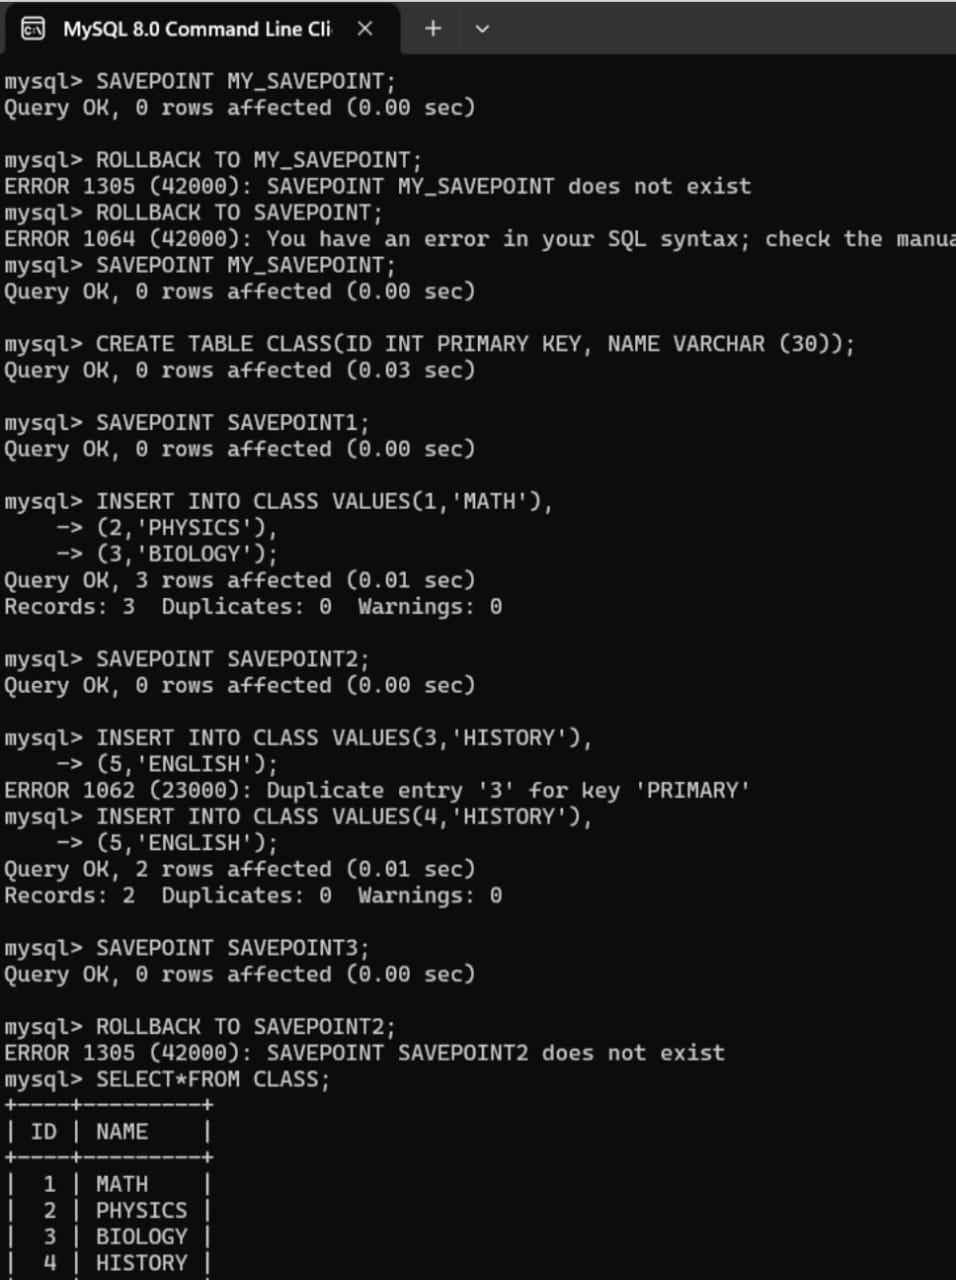 MySQL 8.0 Command Line Cli
mysql> SAVEPOINT MY_SAVEPOINT;
Query OK, 0 rows affected (0.00 sec)
mysql> ROLLBACK TO MY_SAVEPOINT;
ERROR 1305 (42000): SAVEPOINT MY_SAVEPOINT does not exist
mysql> ROLLBACK TO SAVEPOINT;
ERROR 1064 (42000): You have an error in your SQL syntax; check the manua
mysql> SAVEPOINT MY_SAVEPOINT;
Query OK, 0 rows affected (0.00 sec)
mysql> CREATE TABLE CLASS(ID INT PRIMARY KEY, NAME VARCHAR (30));
Query OK, 0 rows affected (0.03 sec)
mysql> SAVEPOINT SAVEPOINT1;
Query OK, 0 rows affected (0.00 sec)
mysql> INSERT INTO CLASS VALUES(1,'MATH'),
    -> (2,'PHYSICS'),
    -> (3,'BIOLOGY');
Query OK, 3 rows affected (0.01 sec)
Records: 3  Duplicates: 0  Warnings: 0
mysql> SAVEPOINT SAVEPOINT2;
Query OK, 0 rows affected (0.00 sec)
mysql> INSERT INTO CLASS VALUES(3,'HISTORY'),
    -> (5,'ENGLISH');
ERROR 1062 (23000): Duplicate entry '3' for key 'PRIMARY'
mysql> INSERT INTO CLASS VALUES(4,'HISTORY'),
    -> (5,'ENGLISH');
Query OK, 2 rows affected (0.01 sec)
Records: 2  Duplicates: 0  Warnings: 0
mysql> SAVEPOINT SAVEPOINT3;
Query OK, 0 rows affected (0.00 sec)
mysql> ROLLBACK TO SAVEPOINT2;
ERROR 1305 (42000): SAVEPOINT SAVEPOINT2 does not exist
mysql> SELECT*FROM CLASS;
+----+---------+
| ID | NAME    |
+----+---------+
|  1 | MATH    |
|  2 | PHYSICS |
|  3 | BIOLOGY |
|  4 | HISTORY |